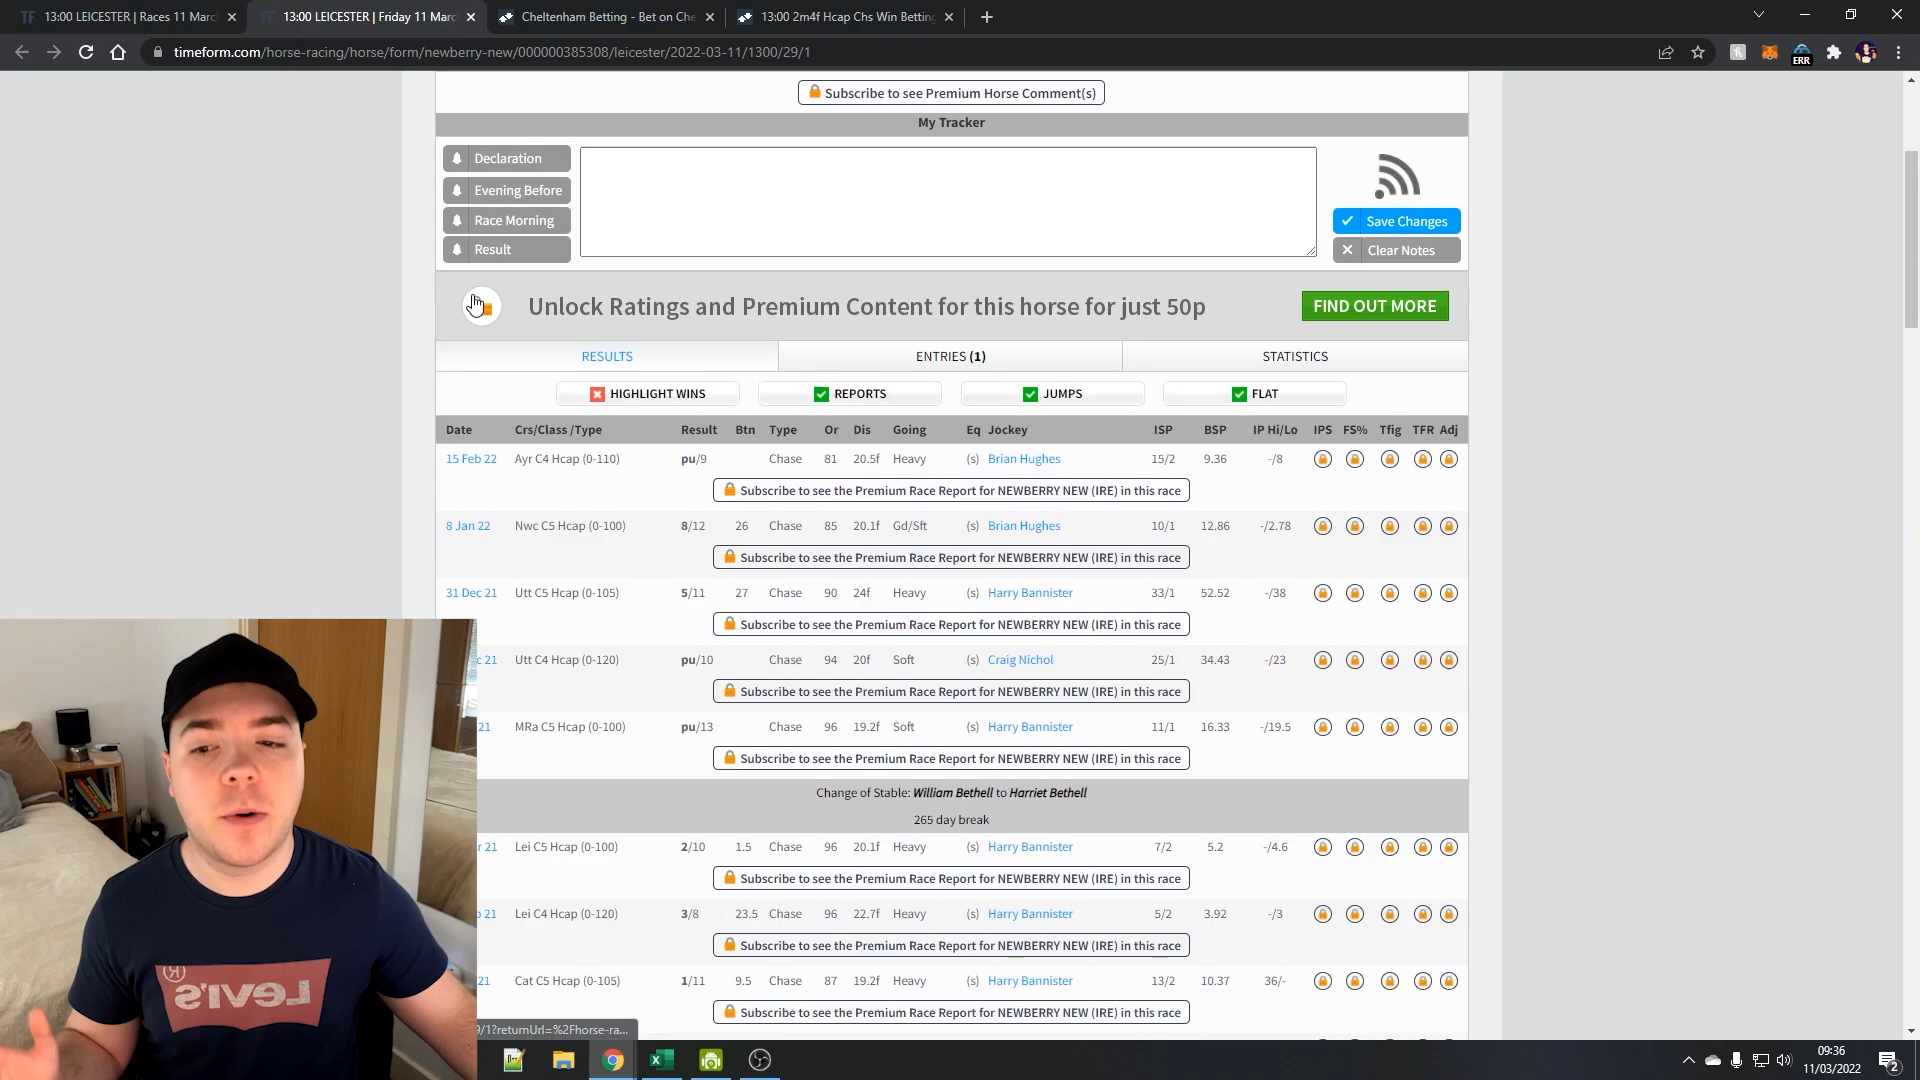 13:00 LEICESTER | Races 11 Marc
13:00 LEICESTER | Friday 11 Marc
Cheltenham Betting - Bet on Che
13:00 2m4f Hcap Chs Win Betting
timeform.com/horse-racing/horse/form/newberry-new/000000385308/leicester/2022-03-11/1300/29/1
ERR
Subscribe to see Premium Horse Comment(s)
My Tracker
Declaration
Evening Before
Race Morning
Result
Save Changes
Clear Notes
Unlock Ratings and Premium Content for this horse for just 50p
FIND OUT MORE
RESULTS ENTRIES (1) STATISTICS
HIGHLIGHT WINS REPORTS JUMPS FLAT
Date Crs/Class /Type Result Btn Type Or Dis Going Eq Jockey ISP BSP IP Hi/Lo IPS FS% Tfig TFR Adj
15 Feb 22 Ayr C4 Hcap (0-110) pu/9 Chase 81 20.5f Heavy (s) Brian Hughes 15/2 9.36 -/8
Subscribe to see the Premium Race Report for NEWBERRY NEW (IRE) in this race
8 Jan 22 Nwc C5 Hcap (0-100) 8/12 26 Chase 85 20.1f Gd/Sft (s) Brian Hughes 10/1 12.86 -/2.78
Subscribe to see the Premium Race Report for NEWBERRY NEW (IRE) in this race
31 Dec 21 Utt C5 Hcap (0-105) 5/11 27 Chase 90 24f Heavy (s) Harry Bannister 33/1 52.52 -/38
Subscribe to see the Premium Race Report for NEWBERRY NEW (IRE) in this race
c 21 Utt C4 Hcap (0-120) pu/10 Chase 94 20f Soft (s) Craig Nichol 25/1 34.43 -/23
Subscribe to see the Premium Race Report for NEWBERRY NEW (IRE) in this race
21 MRa C5 Hcap (0-100) pu/13 Chase 96 19.2f Soft (s) Harry Bannister 11/1 16.33 -/19.5
Subscribe to see the Premium Race Report for NEWBERRY NEW (IRE) in this race
Change of Stable: William Bethell to Harriet Bethell
265 day break
r 21 Lei C5 Hcap (0-100) 2/10 1.5 Chase 96 20.1f Heavy (s) Harry Bannister 7/2 5.2 -/4.6
Subscribe to see the Premium Race Report for NEWBERRY NEW (IRE) in this race
21 Lei C4 Hcap (0-120) 3/8 23.5 Chase 96 22.7f Heavy (s) Harry Bannister 5/2 3.92 -/3
Subscribe to see the Premium Race Report for NEWBERRY NEW (IRE) in this race
21 Cat C5 Hcap (0-105) 1/11 9.5 Chase 87 19.2f Heavy (s) Harry Bannister 13/2 10.37 36/-
Subscribe to see the Premium Race Report for NEWBERRY NEW (IRE) in this race
9/1?returnUrl=%2Fhorse-ra...
Levi's
09:36
11/03/2022
2